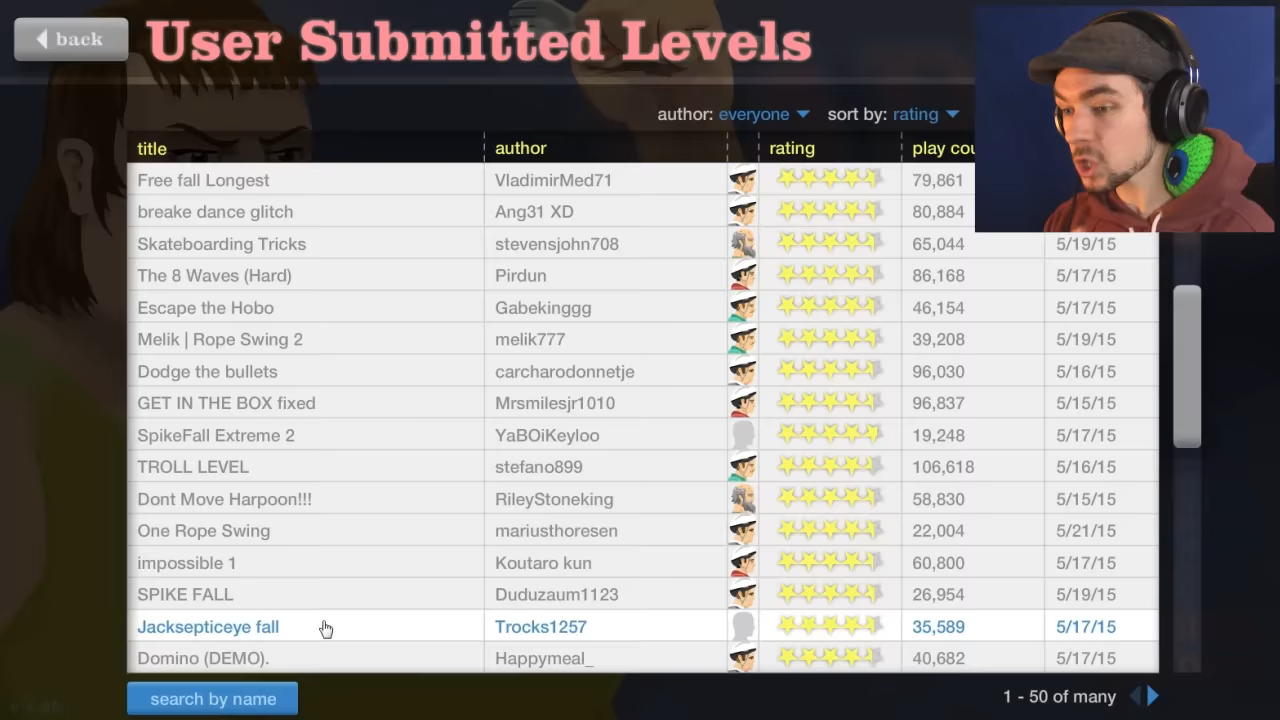 back
User Submitted Levels
author: everyone sort by: rating
title author rating play cou
Free fall Longest VladimirMed71 79,861
breake dance glitch Ang31 XD 80,884
Skateboarding Tricks stevensjohn708 65,044 5/19/15
The 8 Waves (Hard) Pirdun 86,168 5/17/15
Escape the Hobo Gabekinggg 46,154 5/17/15
Melik | Rope Swing 2 melik777 39,208 5/19/15
Dodge the bullets carcharodonnetje 96,030 5/16/15
GET IN THE BOX fixed Mrsmilesjr1010 96,837 5/15/15
SpikeFall Extreme 2 YaBOiKeyloo 19,248 5/17/15
TROLL LEVEL stefano899 106,618 5/16/15
Dont Move Harpoon!!! RileyStoneking 58,830 5/15/15
One Rope Swing mariusthoresen 22,004 5/21/15
impossible 1 Koutaro kun 60,800 5/17/15
SPIKE FALL Duduzaum1123 26,954 5/19/15
Jacksepticeye fall Trocks1257 35,589 5/17/15
Domino (DEMO). Happymeal_ 40,682 5/17/15
search by name 1 - 50 of many